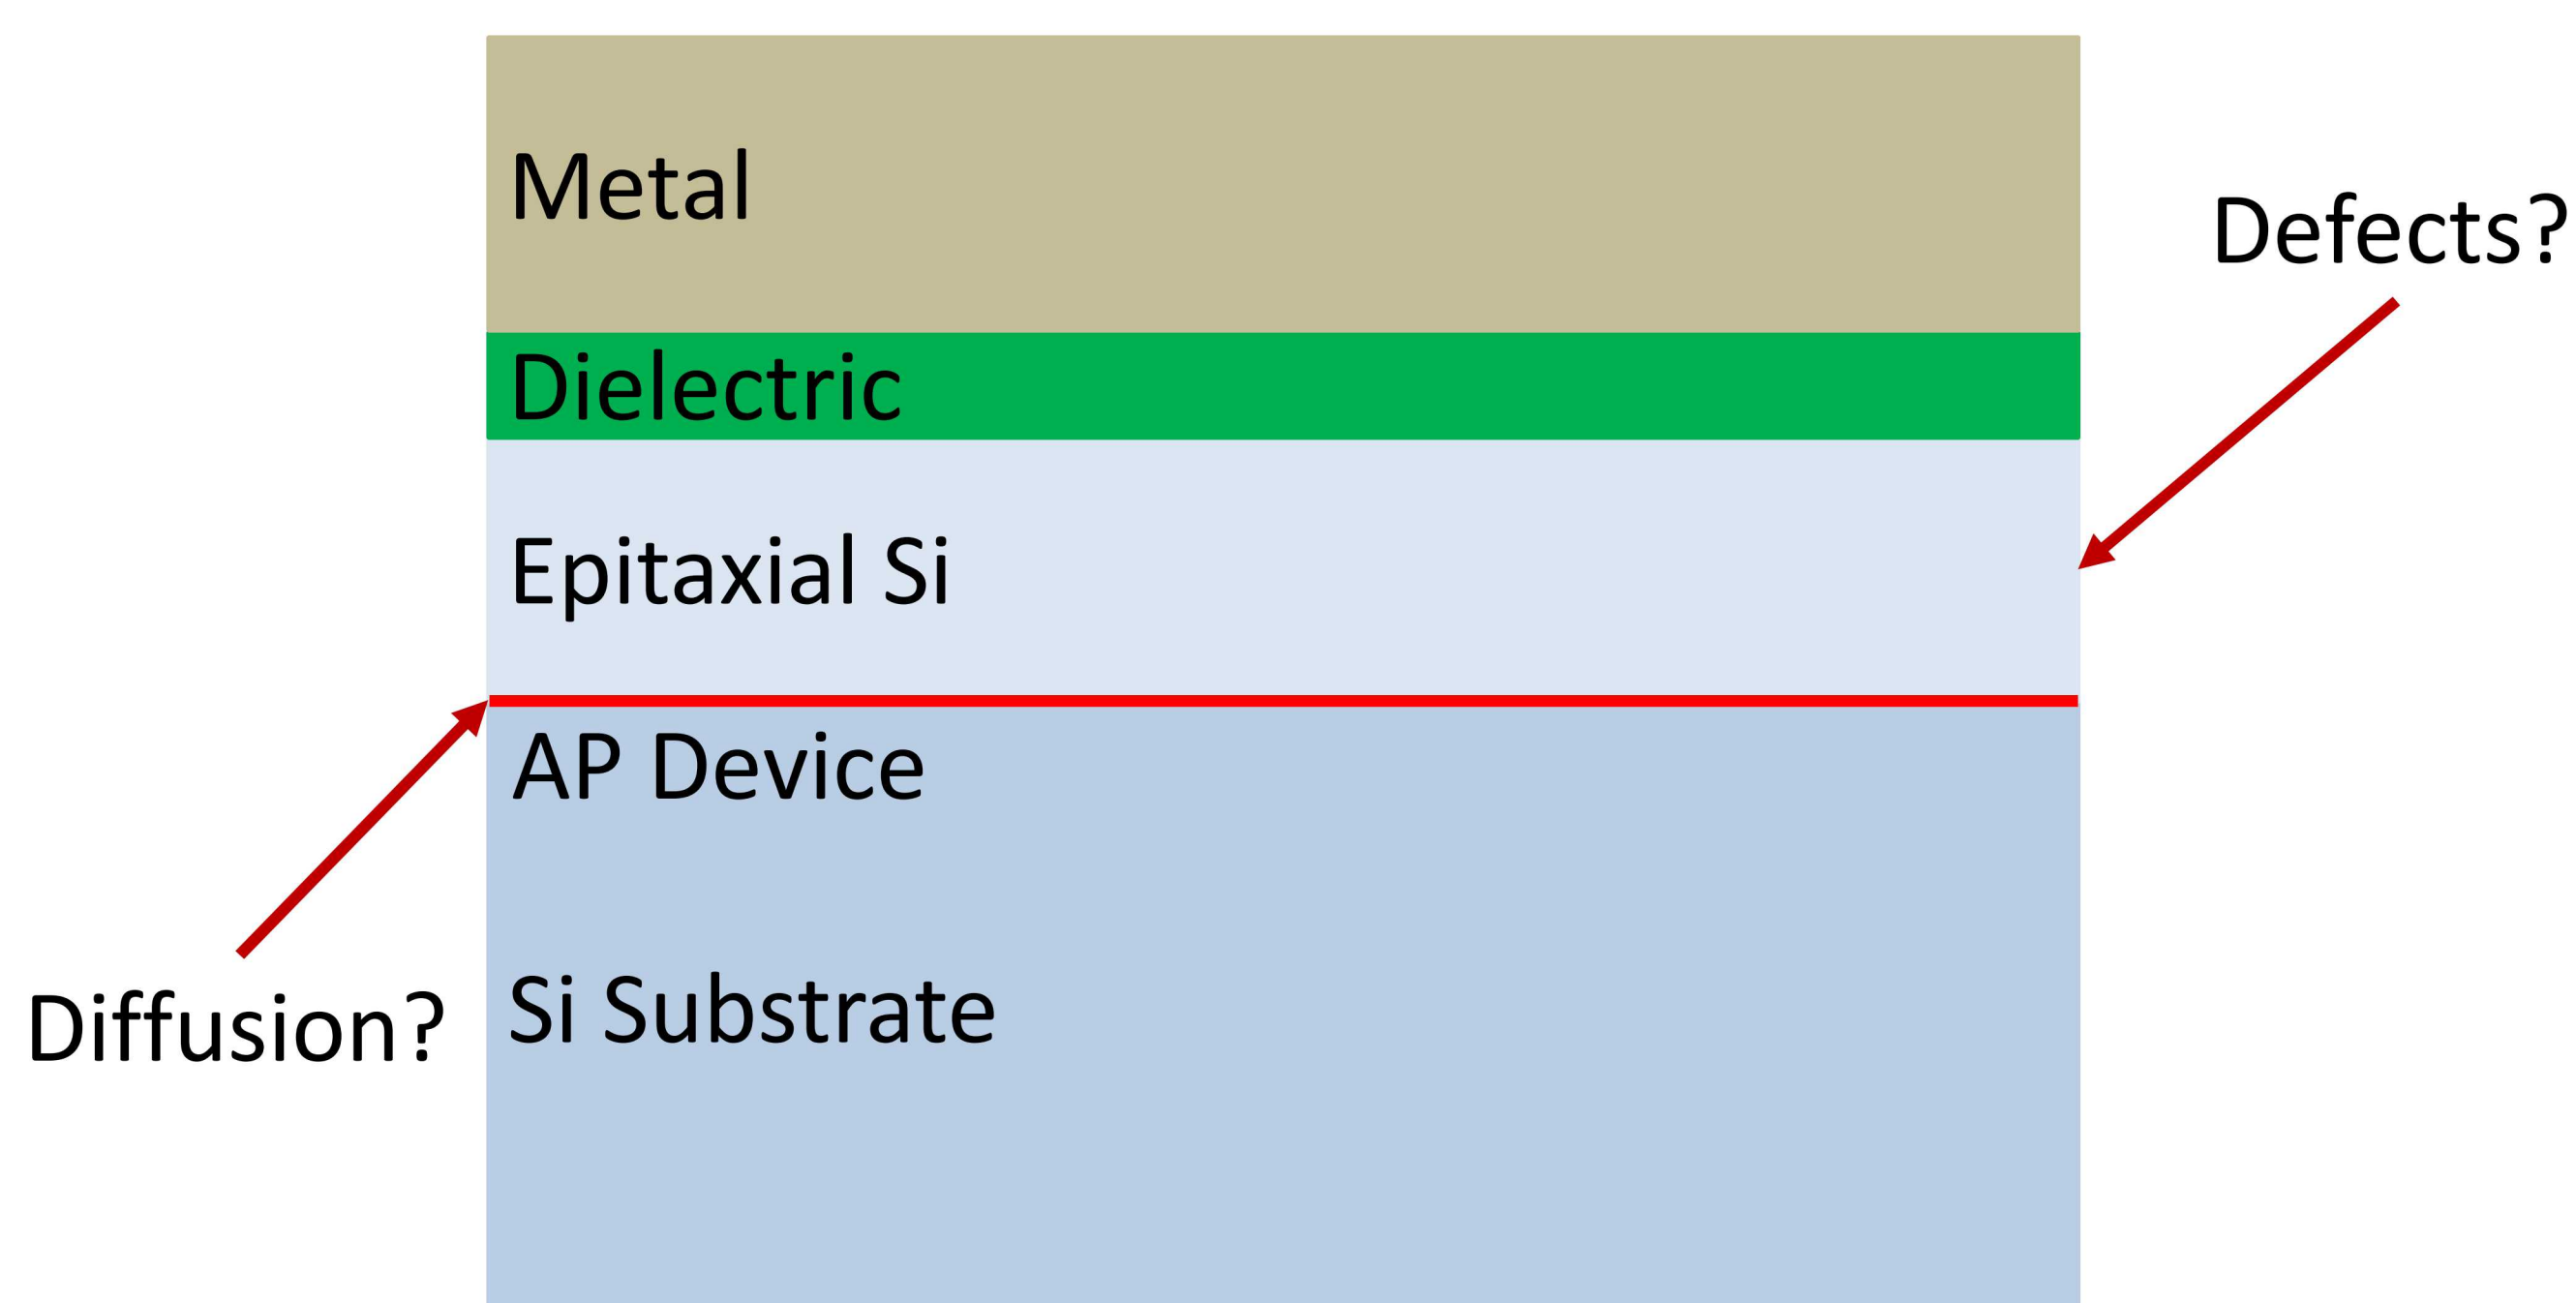 Metal
Defects?
Dielectric
Epitaxial Si
AP Device
Si Substrate
Diffusion?